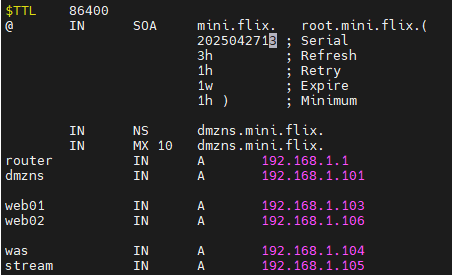 $TTL 86400
@ IN SOA mini.flix. root.mini.flix.(
2025042713 ; Serial
3h ; Refresh
1h ; Retry
1w ; Expire
1h ) ; Minimum
IN NS dmzns.mini.flix.
IN MX 10 dmzns.mini.flix.
router IN A 192.168.1.1
dmzns IN A 192.168.1.101
web01 IN A 192.168.1.103
web02 IN A 192.168.1.106
was IN A 192.168.1.104
stream IN A 192.168.1.105